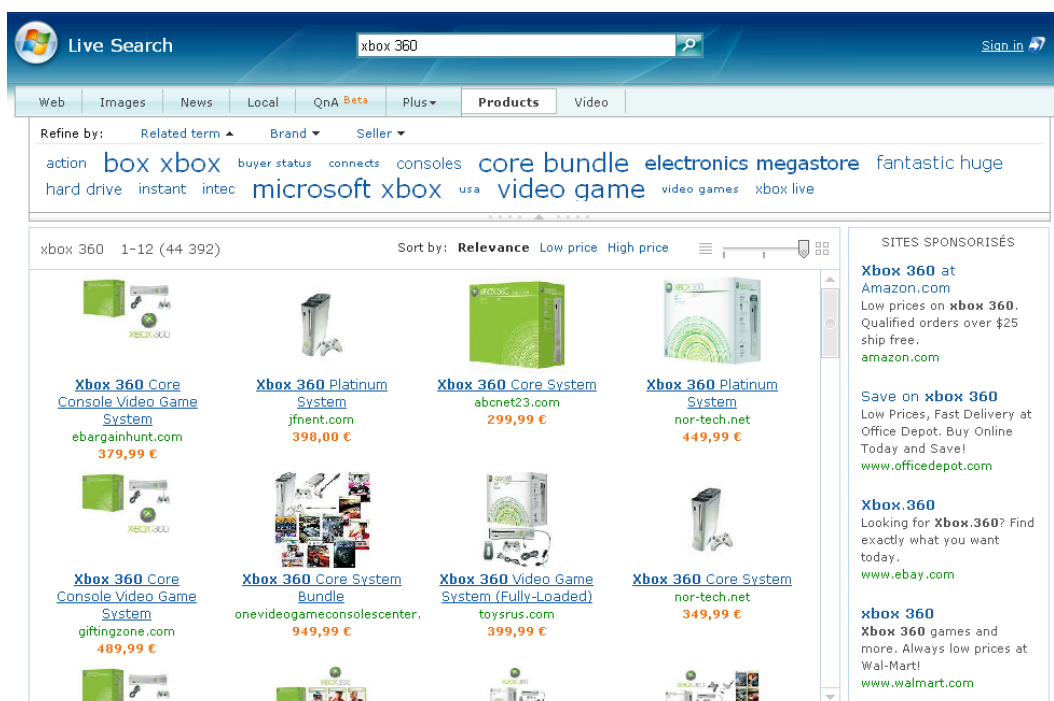 Live Search
xbox 360
Sign in
Web Images News Local QnA Beta Plus Products Video
Refine by: Related term Brand Seller
action box xbox buyer status connects consoles core bundle electronics megastore fantastic huge
hard drive instant intec microsoft xbox usa video game video games xbox live
xbox 360 1-12 (44 392)
Sort by: Relevance Low price High price
XBOX 360
XBOX 360
Xbox 360 Core
Console Video Game
System
ebargainhunt.com
379,99 €
Xbox 360 Platinum
System
jfnent.com
398,00 €
Xbox 360 Core System
abcnet23.com
299,99 €
Xbox 360 Platinum
System
nor-tech.net
449,99 €
XBOX 360
Xbox 360 Core
Console Video Game
System
giftingzone.com
489,99 €
Xbox 360 Core System
Bundle
onevideogameconsolescenter.
949,99 €
Xbox 360 Video Game
System (Fully-Loaded)
toysrus.com
399,99 €
Xbox 360 Core System
nor-tech.net
349,99 €
XBOX 360
SITES SPONSORISÉS
Xbox 360 at
Amazon.com
Low prices on xbox 360.
Qualified orders over $25
ship free.
amazon.com
Save on xbox 360
Low Prices, Fast Delivery at
Office Depot. Buy Online
Today and Save!
www.officedepot.com
Xbox.360
Looking for Xbox.360? Find
exactly what you want
today.
www.ebay.com
xbox 360
Xbox 360 games and
more. Always low prices at
Wal-Mart!
www.walmart.com